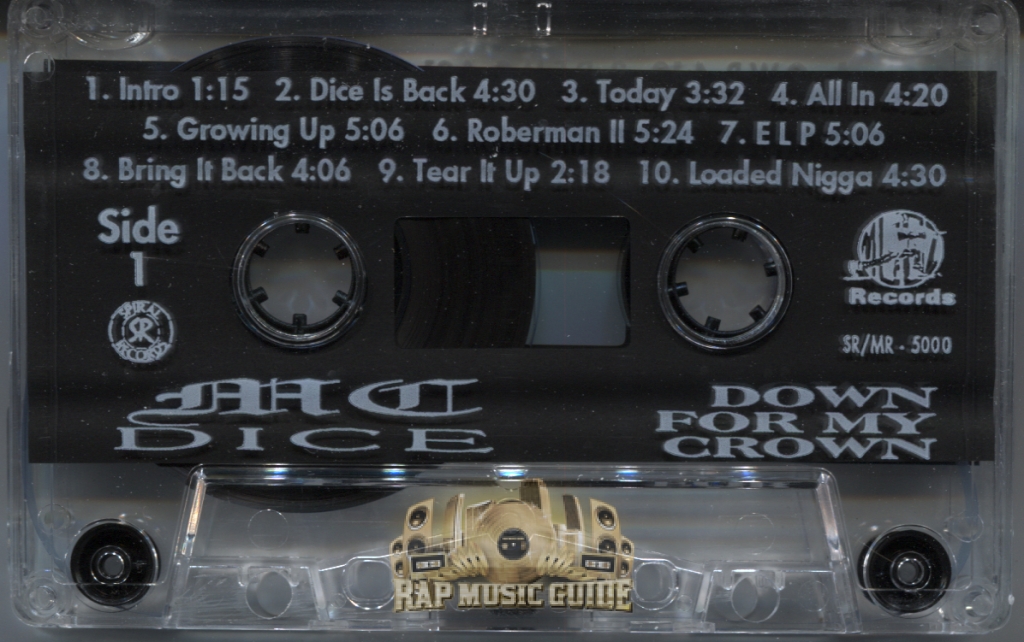 1. Intro 1:15 2. Dice Is Back 4:30 3. Today 3:32 4. All In 4:20
5. Growing Up 5:06 6. Roberman II 5:24 7. E L P 5:06
8. Bring It Back 4:06 9. Tear It Up 2:18 10. Loaded Nigga 4:30
Side
1
SPIRAL
SR
RECORDS
Records
SR/MR - 5000
MC
DICE
DOWN
FOR MY
CROWN
RAP MUSIC GUIDE